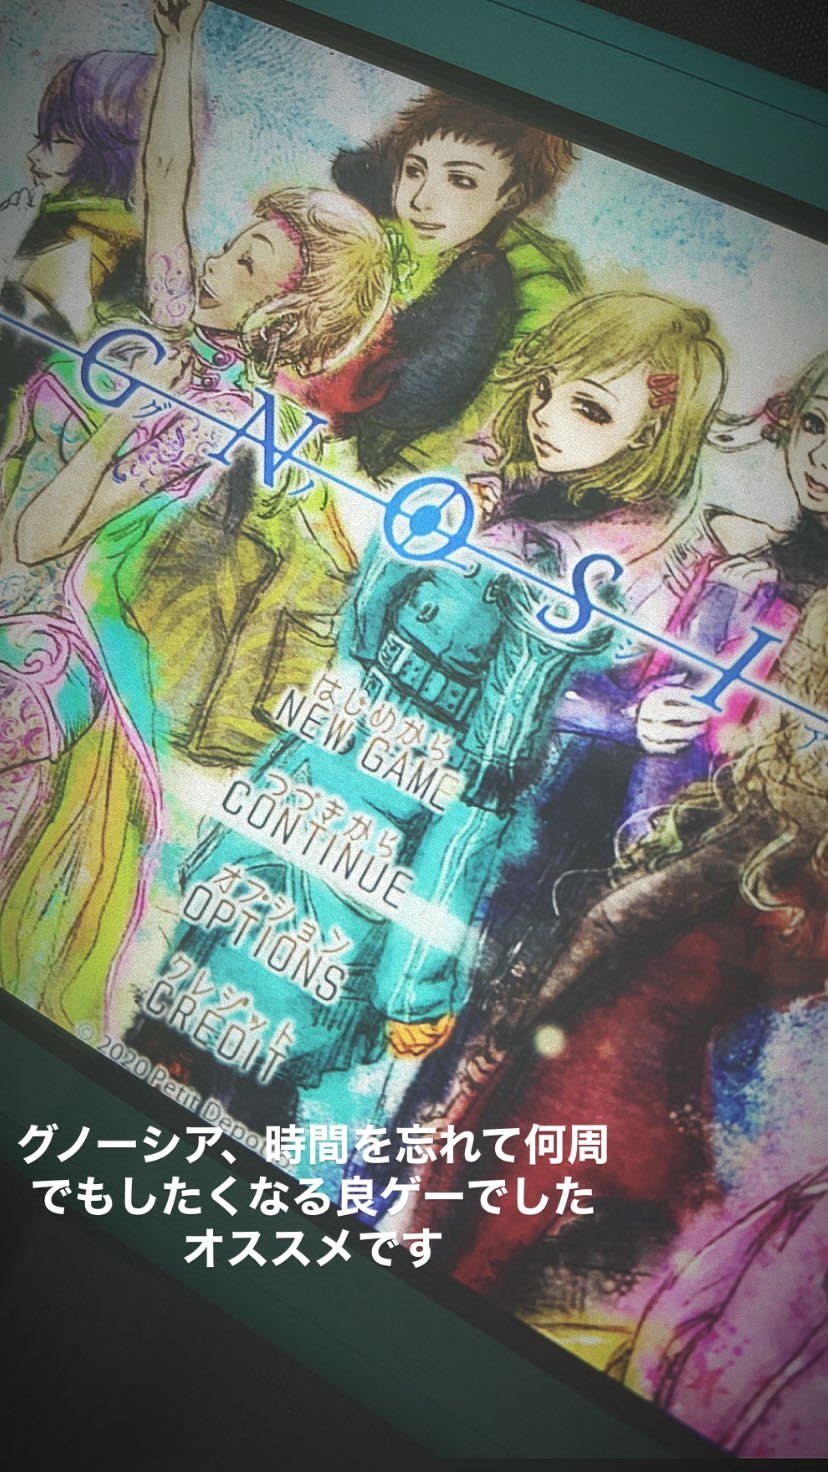 GNOSI
グノーシア
はじめから
NEW GAME
つづきから
CONTINUE
オプション
OPTIONS
クレジット
CREDIT
© 2020 Petit Depo
グノーシア、時間を忘れて何周
でもしたくなる良ゲーでした
オススメです